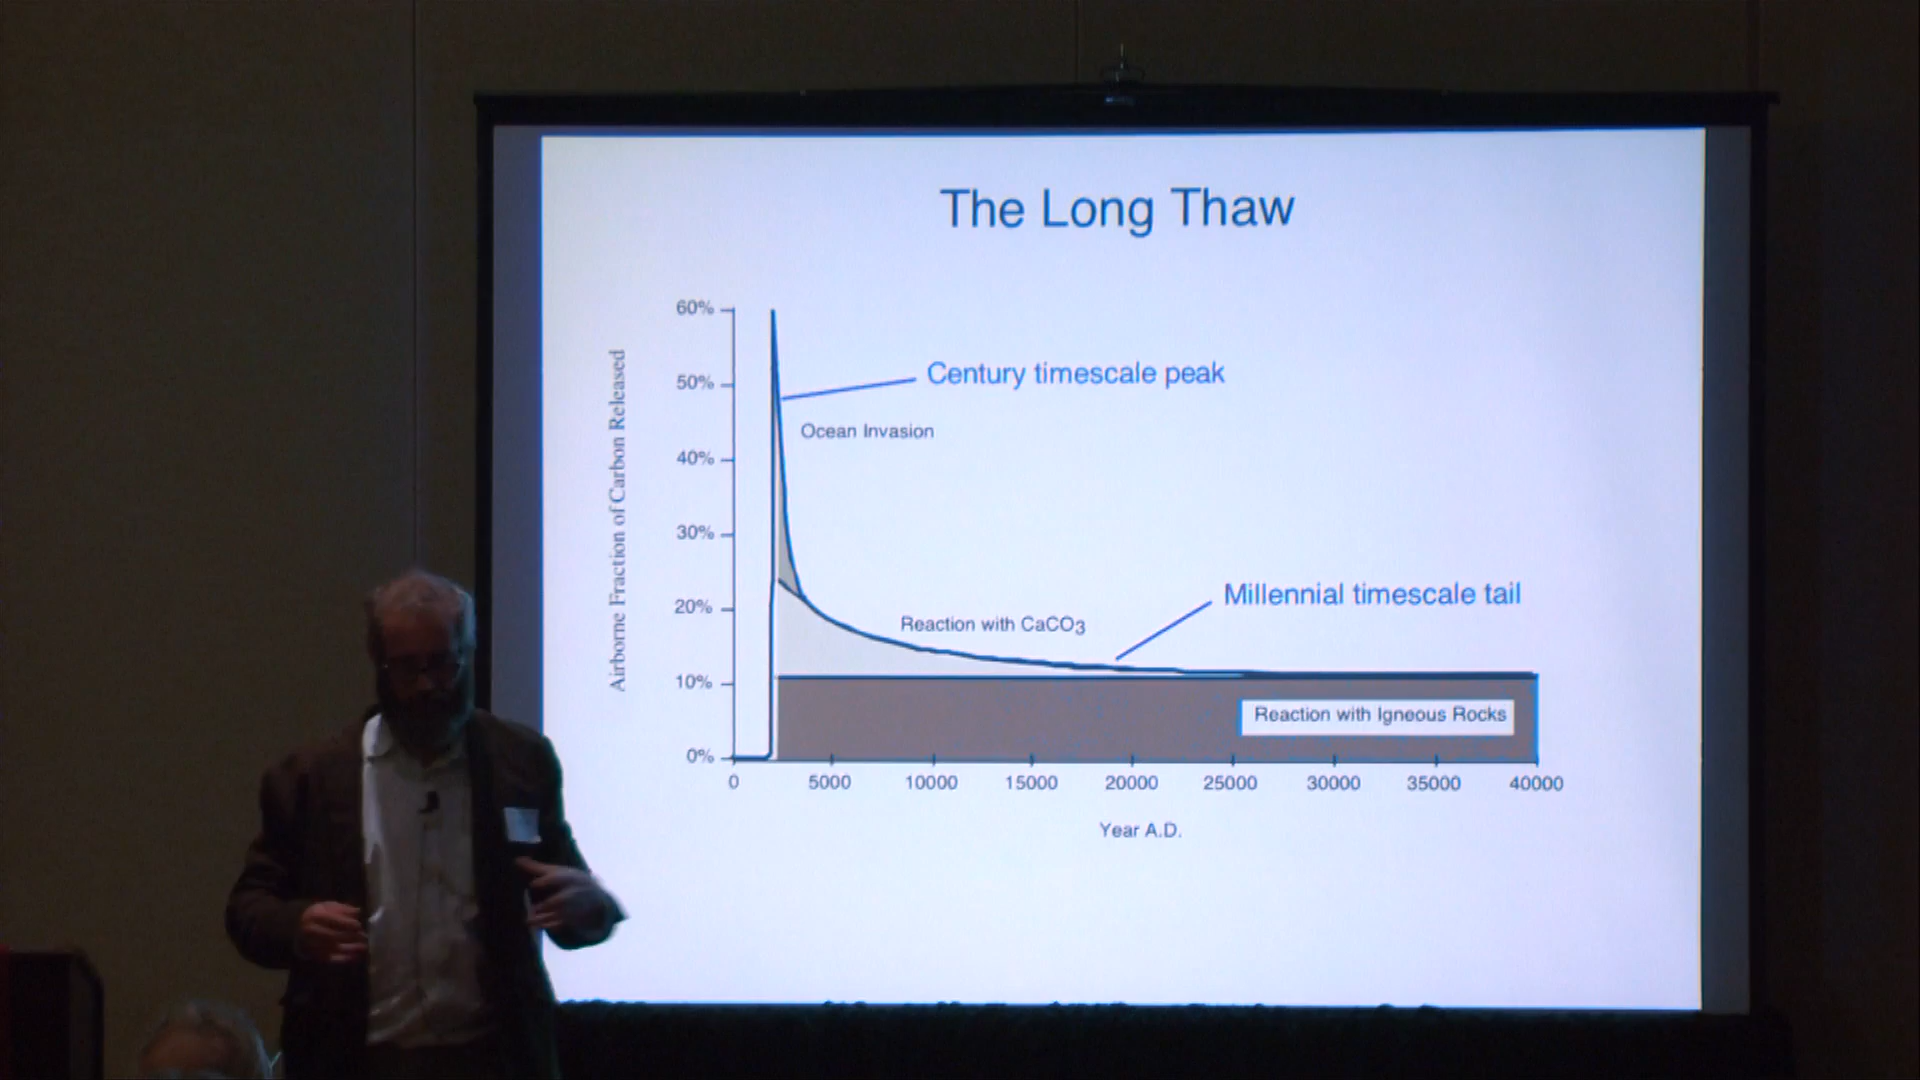 The Long Thaw
60%
50%
40%
30%
20%
10%
0%
Airborne Fraction of Carbon Released
Century timescale peak
Ocean Invasion
Millennial timescale tail
Reaction with CaCO3
Reaction with Igneous Rocks
0 5000 10000 15000 20000 25000 30000 35000 40000
Year A.D.